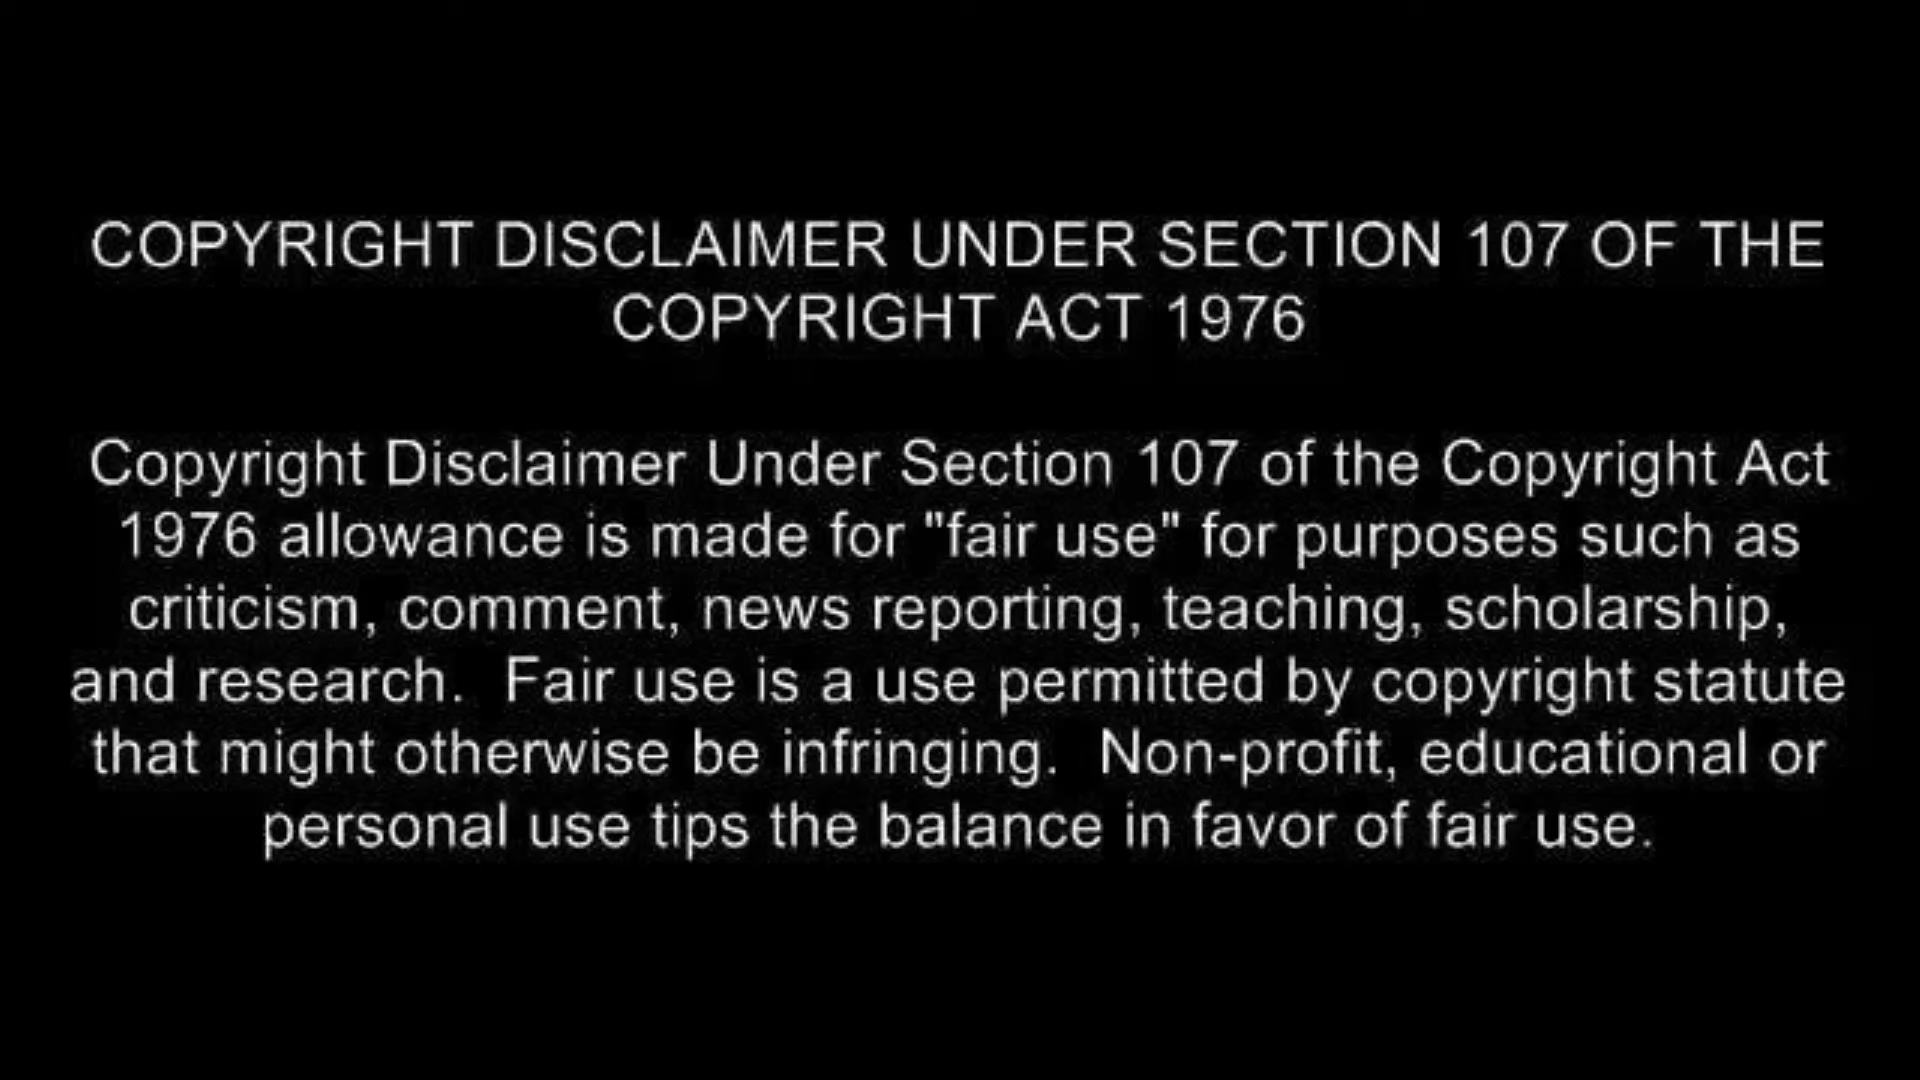 COPYRIGHT DISCLAIMER UNDER SECTION 107 OF THE
COPYRIGHT ACT 1976
Copyright Disclaimer Under Section 107 of the Copyright Act
1976 allowance is made for "fair use" for purposes such as
criticism, comment, news reporting, teaching, scholarship,
and research.  Fair use is a use permitted by copyright statute
that might otherwise be infringing.  Non-profit, educational or
personal use tips the balance in favor of fair use.